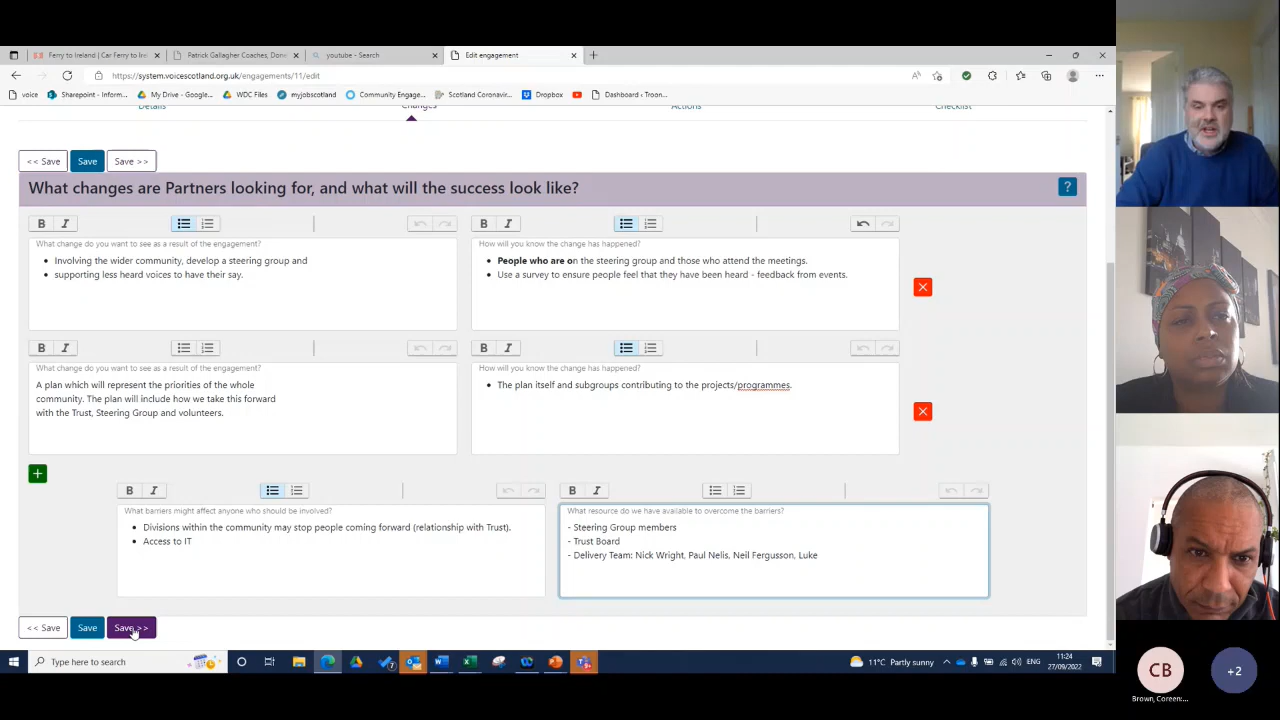 Ferry to Ireland | Car Ferry to Ire
Patrick Gallagher Coaches, Done
youtube - Search
Edit engagement
https://system.voicescotland.org.uk/engagements/11/edit
voice
Sharepoint - Inform...
My Drive - Google...
WDC Files
myjobscotland
Community Engage...
Scotland Coronavir...
Dropbox
Dashboard ‹ Troon...
Details
Changes
Actions
Checklist
<< Save
Save
Save >>
What changes are Partners looking for, and what will the success look like?
?
B I
B I
What change do you want to see as a result of the engagement?
How will you know the change has happened?
• Involving the wider community, develop a steering group and
• People who are on the steering group and those who attend the meetings.
• supporting less heard voices to have their say.
• Use a survey to ensure people feel that they have been heard - feedback from events.
B I
B I
What change do you want to see as a result of the engagement?
How will you know the change has happened?
A plan which will represent the priorities of the whole
• The plan itself and subgroups contributing to the projects/programmes.
community. The plan will include how we take this forward
with the Trust, Steering Group and volunteers.
B I
B I
What barriers might affect anyone who should be involved?
What resource do we have available to overcome the barriers?
• Divisions within the community may stop people coming forward (relationship with Trust).
- Steering Group members
• Access to IT
- Trust Board
- Delivery Team: Nick Wright, Paul Nelis, Neil Fergusson, Luke
<< Save
Save
Save >>
Type here to search
11°C Partly sunny
ENG
11:24
27/09/2022
CB
+2
Brown, Coreen:...